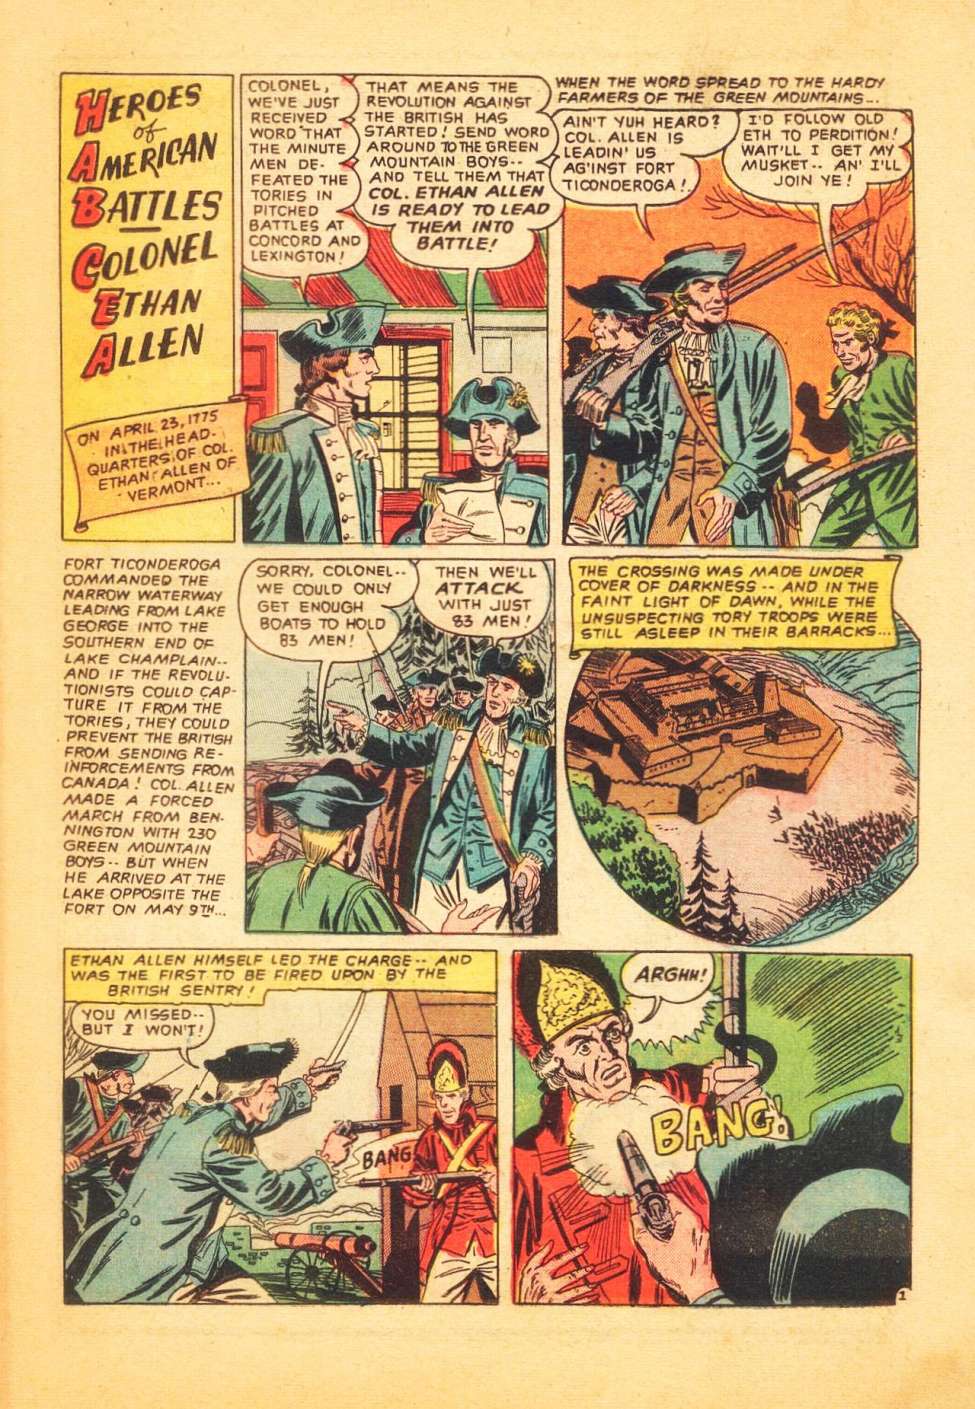 HEROES
of
AMERICAN
BATTLES
COLONEL
ETHAN
ALLEN
ON APRIL 23, 1775
IN THE HEAD-
QUARTERS OF COL.
ETHAN ALLEN OF
VERMONT...
COLONEL,
WE'VE JUST
RECEIVED
WORD THAT
THE MINUTE
MEN DE-
FEATED THE
TORIES IN
PITCHED
BATTLES AT
CONCORD AND
LEXINGTON!
THAT MEANS THE
REVOLUTION AGAINST
THE BRITISH HAS
STARTED! SEND WORD
AROUND TO THE GREEN
MOUNTAIN BOYS--
AND TELL THEM THAT
COL. ETHAN ALLEN
IS READY TO LEAD
THEM INTO
BATTLE!
WHEN THE WORD SPREAD TO THE HARDY
FARMERS OF THE GREEN MOUNTAINS...
AIN'T YUH HEARD?
COL. ALLEN IS
LEADIN' US
AG'INST FORT
TICONDEROGA!
I'D FOLLOW OLD
ETH TO PERDITION!
WAIT'LL I GET MY
MUSKET-- AN' I'LL
JOIN YE!
FORT TICONDEROGA
COMMANDED THE
NARROW WATERWAY
LEADING FROM LAKE
GEORGE INTO THE
SOUTHERN END OF
LAKE CHAMPLAIN--
AND IF THE REVOLU-
TIONISTS COULD CAP-
TURE IT FROM THE
TORIES, THEY COULD
PREVENT THE BRITISH
FROM SENDING RE-
INFORCEMENTS FROM
CANADA! COL. ALLEN
MADE A FORCED
MARCH FROM BEN-
NINGTON WITH 230
GREEN MOUNTAIN
BOYS-- BUT WHEN
HE ARRIVED AT THE
LAKE OPPOSITE THE
FORT ON MAY 9TH...
SORRY, COLONEL--
WE COULD ONLY
GET ENOUGH
BOATS TO HOLD
83 MEN!
THEN WE'LL
ATTACK
WITH JUST
83 MEN!
THE CROSSING WAS MADE UNDER
COVER OF DARKNESS-- AND IN THE
FAINT LIGHT OF DAWN, WHILE THE
UNSUSPECTING TORY TROOPS WERE
STILL ASLEEP IN THEIR BARRACKS...
ETHAN ALLEN HIMSELF LED THE CHARGE-- AND
WAS THE FIRST TO BE FIRED UPON BY THE
BRITISH SENTRY!
YOU MISSED--
BUT I WON'T!
BANG!
ARGHH!
BANG!
1